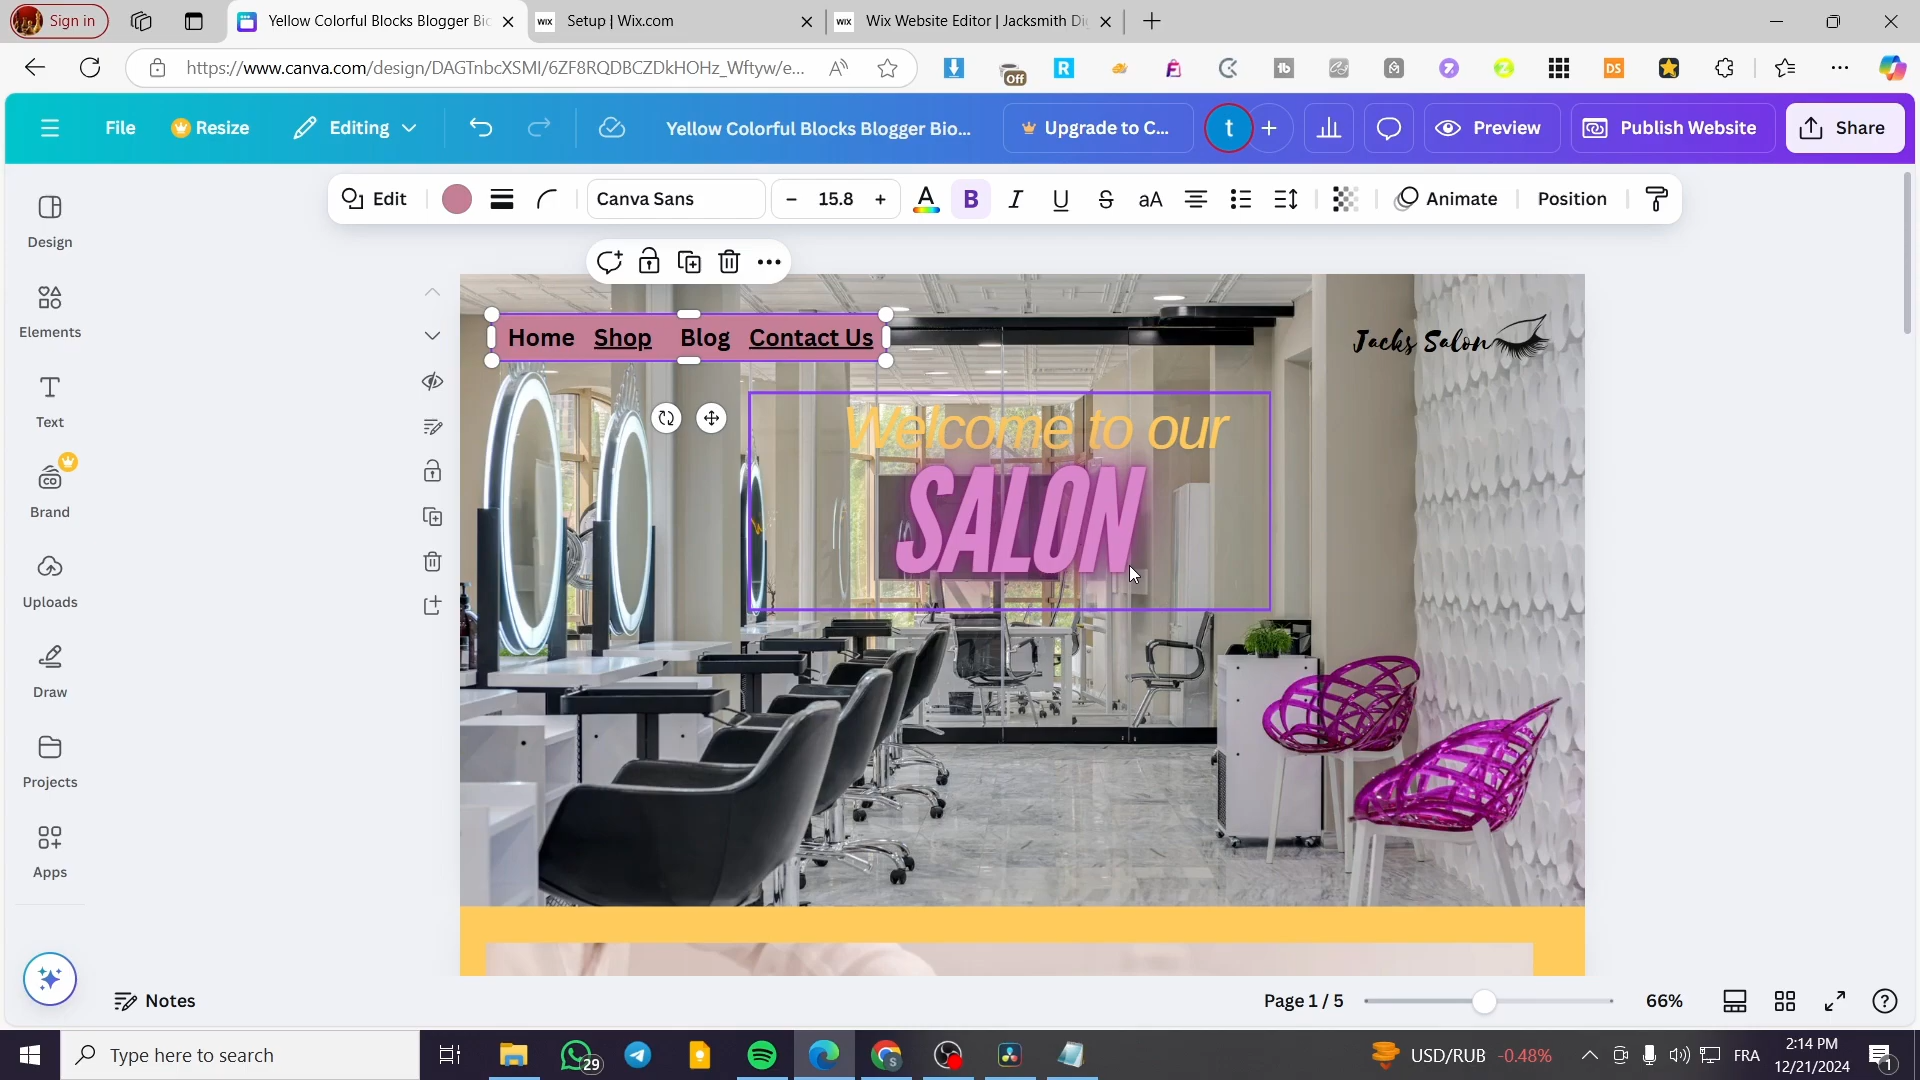 Sign in
Yellow Colorful Blocks Blogger Bio
Setup | Wix.com
Wix Website Editor | Jacksmith Di
https://www.canva.com/design/DAGTnbcXSMI/6ZF8RQDBCZDkHOHz_Wftyw/e...
Off
File
Resize
Editing
Yellow Colorful Blocks Blogger Bio...
Upgrade to C...
t
Preview
Publish Website
Share
Edit
Canva Sans
15.8
Animate
Position
Design
Elements
Text
Brand
Uploads
Draw
Projects
Apps
Home Shop Blog Contact Us
Jacks Salon
Welcome to our
SALON
Notes
Page 1 / 5
66%
Type here to search
29
USD/RUB -0.48%
FRA
2:14 PM
12/21/2024
1